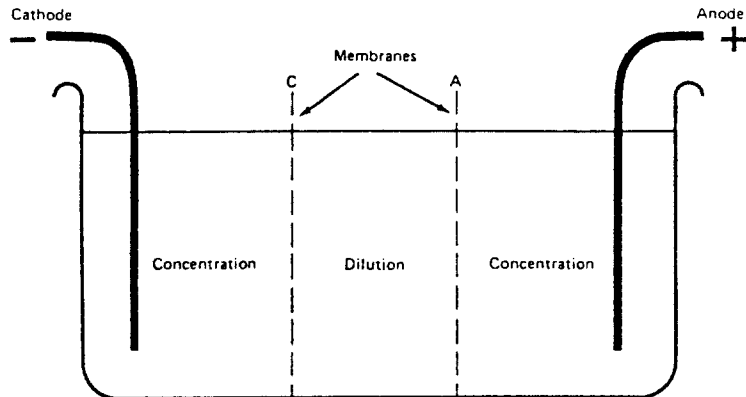 Cathode
Anode
− +
Membranes
C A
Concentration Dilution Concentration